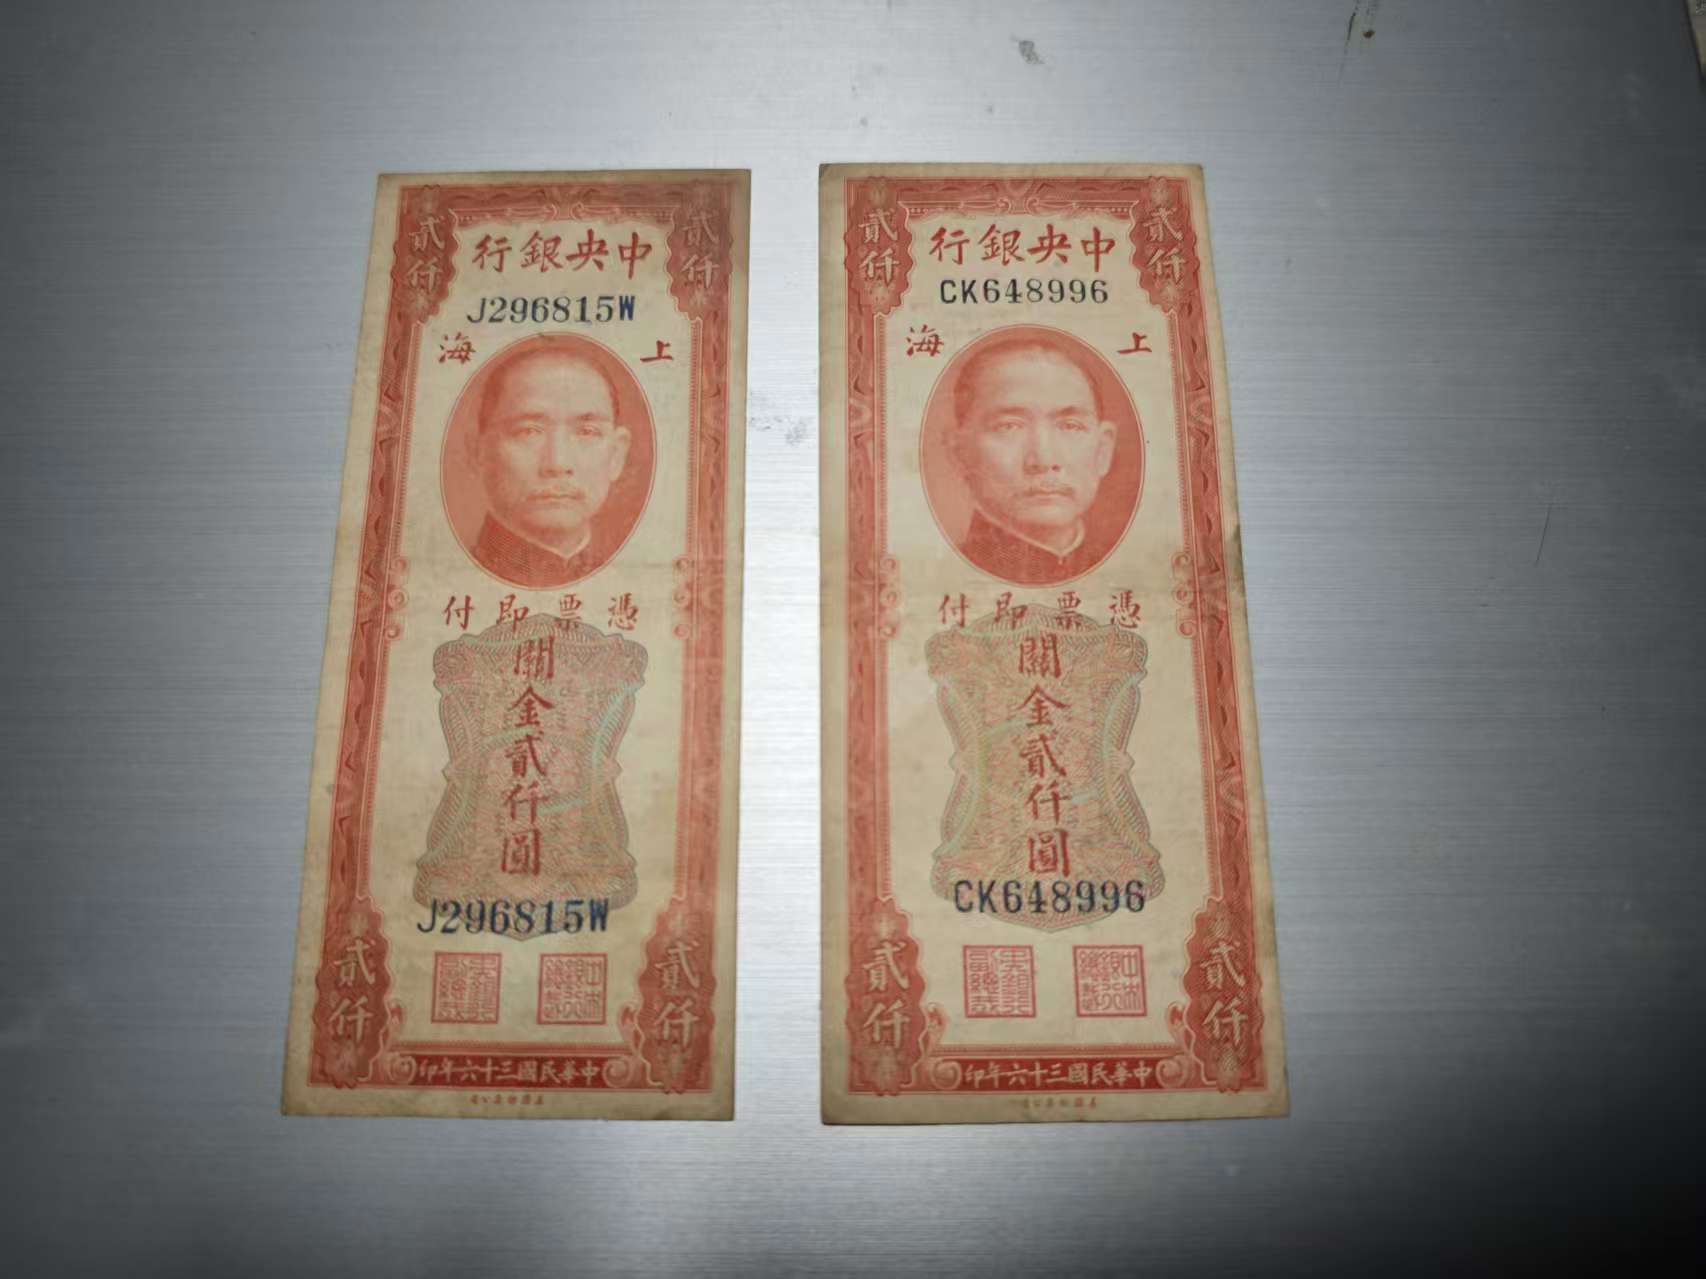 貳仟
貳仟
中央銀行
J296815W
上海
憑票即付
關金貳仟圓
J296815W
貳仟
貳仟
中華民國三十六年印
貳仟
貳仟
中央銀行
CK648996
上海
憑票即付
關金貳仟圓
CK648996
貳仟
貳仟
中華民國三十六年印